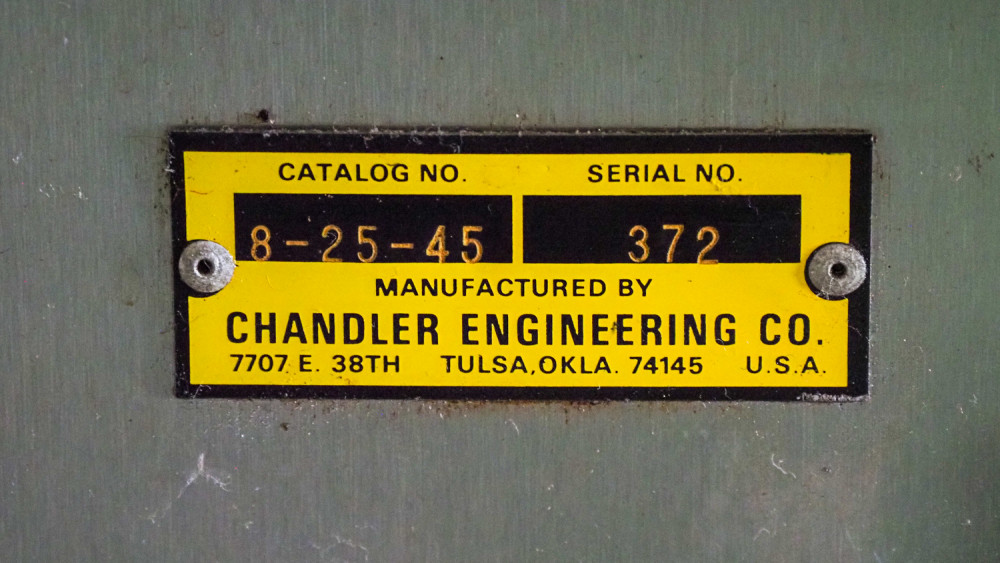 CATALOG NO. SERIAL NO.
8-25-45 372
MANUFACTURED BY
CHANDLER ENGINEERING CO.
7707 E. 38TH TULSA, OKLA. 74145 U.S.A.